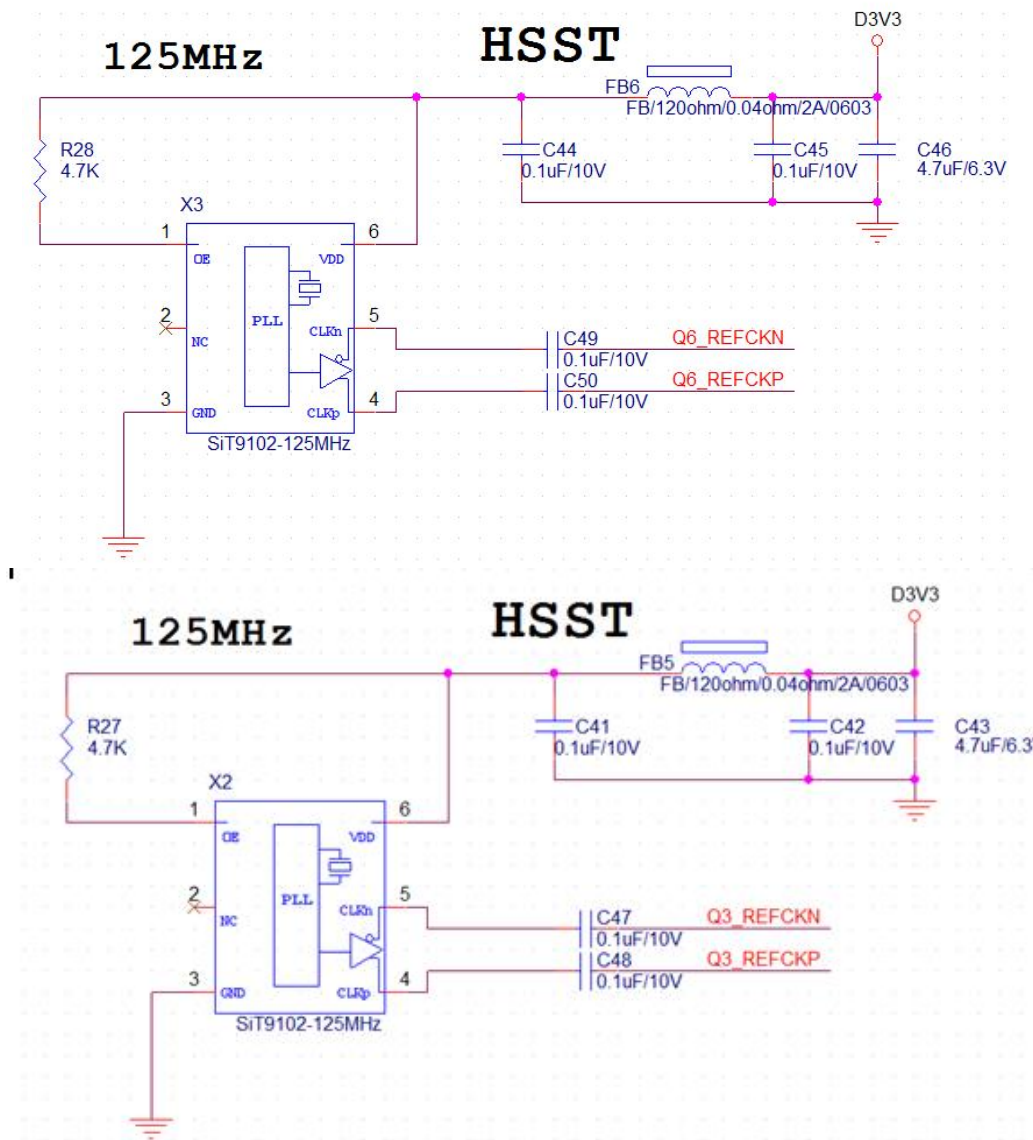 D3V3
125MHz HSST
FB6
FB/120ohm/0.04ohm/2A/0603
R28
4.7K
C44
0.1uF/10V
C45
0.1uF/10V
C46
4.7uF/6.3V
X3
1
6
OE
VDD
2
NC
PLL
CLKn
5
C49
0.1uF/10V
Q6_REFCKN
C50
0.1uF/10V
Q6_REFCKP
3
GND
CLKp
4
SiT9102-125MHz
D3V3
125MHz HSST
FB5
FB/120ohm/0.04ohm/2A/0603
R27
4.7K
C41
0.1uF/10V
C42
0.1uF/10V
C43
4.7uF/6.3
X2
1
6
OE
VDD
2
NC
PLL
CLKn
5
C47
0.1uF/10V
Q3_REFCKN
C48
0.1uF/10V
Q3_REFCKP
3
GND
CLKp
4
SiT9102-125MHz